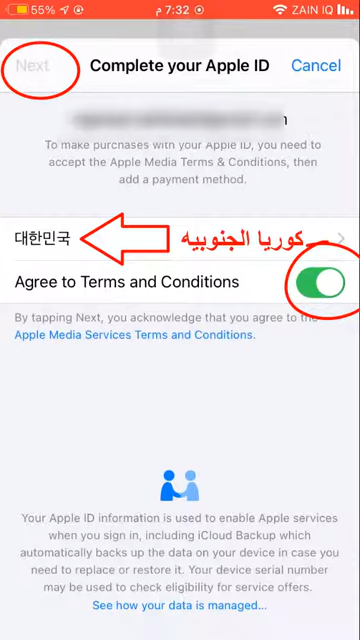 55% 7:32 م ZAIN IQ
Next Complete your Apple ID Cancel
To make purchases with your Apple ID, you need to
accept the Apple Media Terms & Conditions, then
add a payment method.
대한민국 كوريا الجنوبيه
Agree to Terms and Conditions
By tapping Next, you acknowledge that you agree to the
Apple Media Services Terms and Conditions.
Your Apple ID information is used to enable Apple services
when you sign in, including iCloud Backup which
automatically backs up the data on your device in case you
need to replace or restore it. Your device serial number
may be used to check eligibility for service offers.
See how your data is managed...